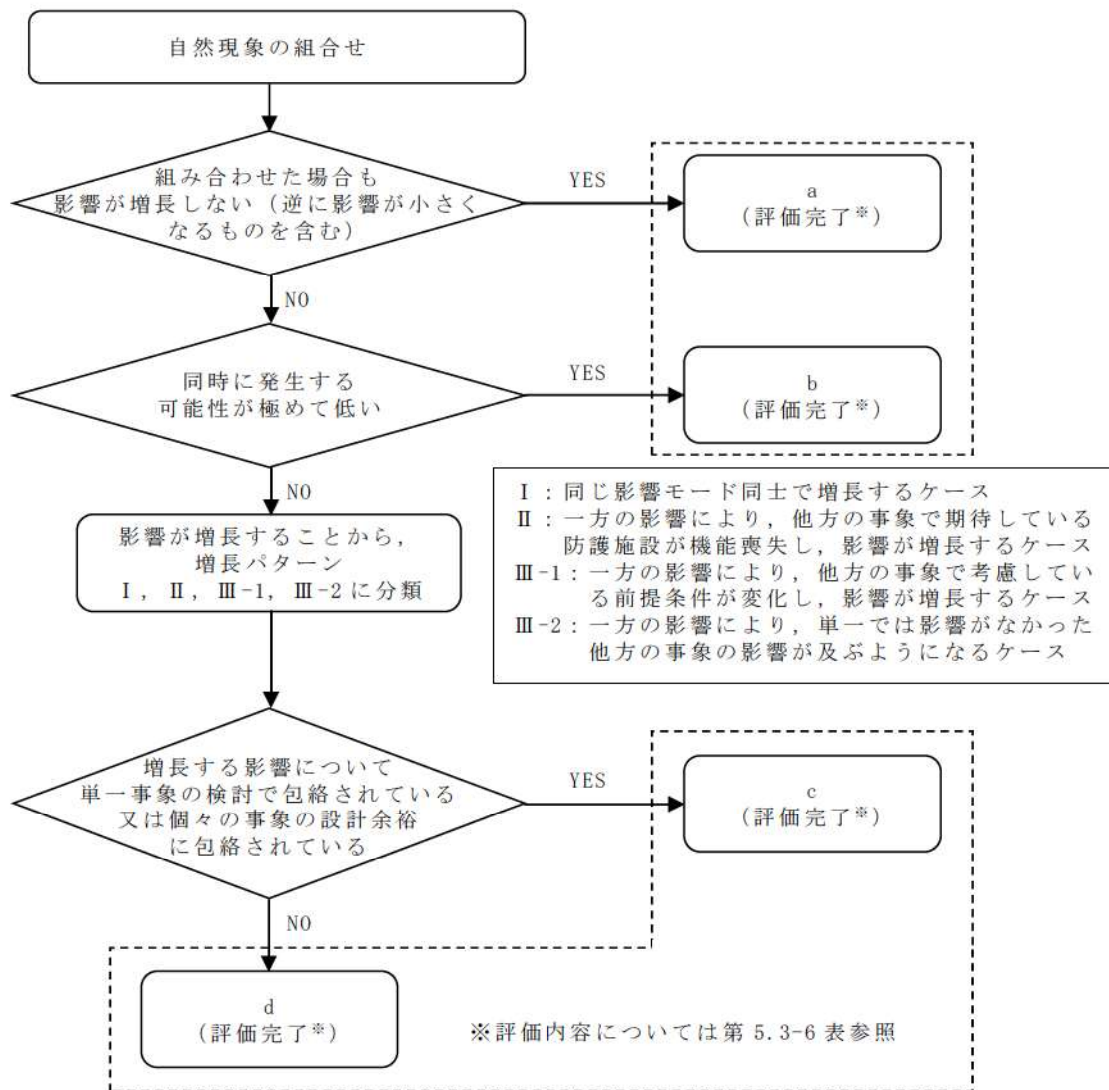 自然現象の組合せ
組み合わせた場合も
影響が増長しない（逆に影響が小さく
なるものを含む）
YES
a
（評価完了※）
NO
同時に発生する
可能性が極めて低い
YES
b
（評価完了※）
NO
影響が増長することから，
増長パターン
Ⅰ，Ⅱ，Ⅲ-1，Ⅲ-2に分類
Ⅰ：同じ影響モード同士で増長するケース
Ⅱ：一方の影響により，他方の事象で期待している
防護施設が機能喪失し，影響が増長するケース
Ⅲ-1：一方の影響により，他方の事象で考慮してい
る前提条件が変化し，影響が増長するケース
Ⅲ-2：一方の影響により，単一では影響がなかった
他方の事象の影響が及ぶようになるケース
増長する影響について
単一事象の検討で包絡されている
又は個々の事象の設計余裕
に包絡されている
YES
c
（評価完了※）
NO
d
（評価完了※）
※評価内容については第 5.3-6 表参照